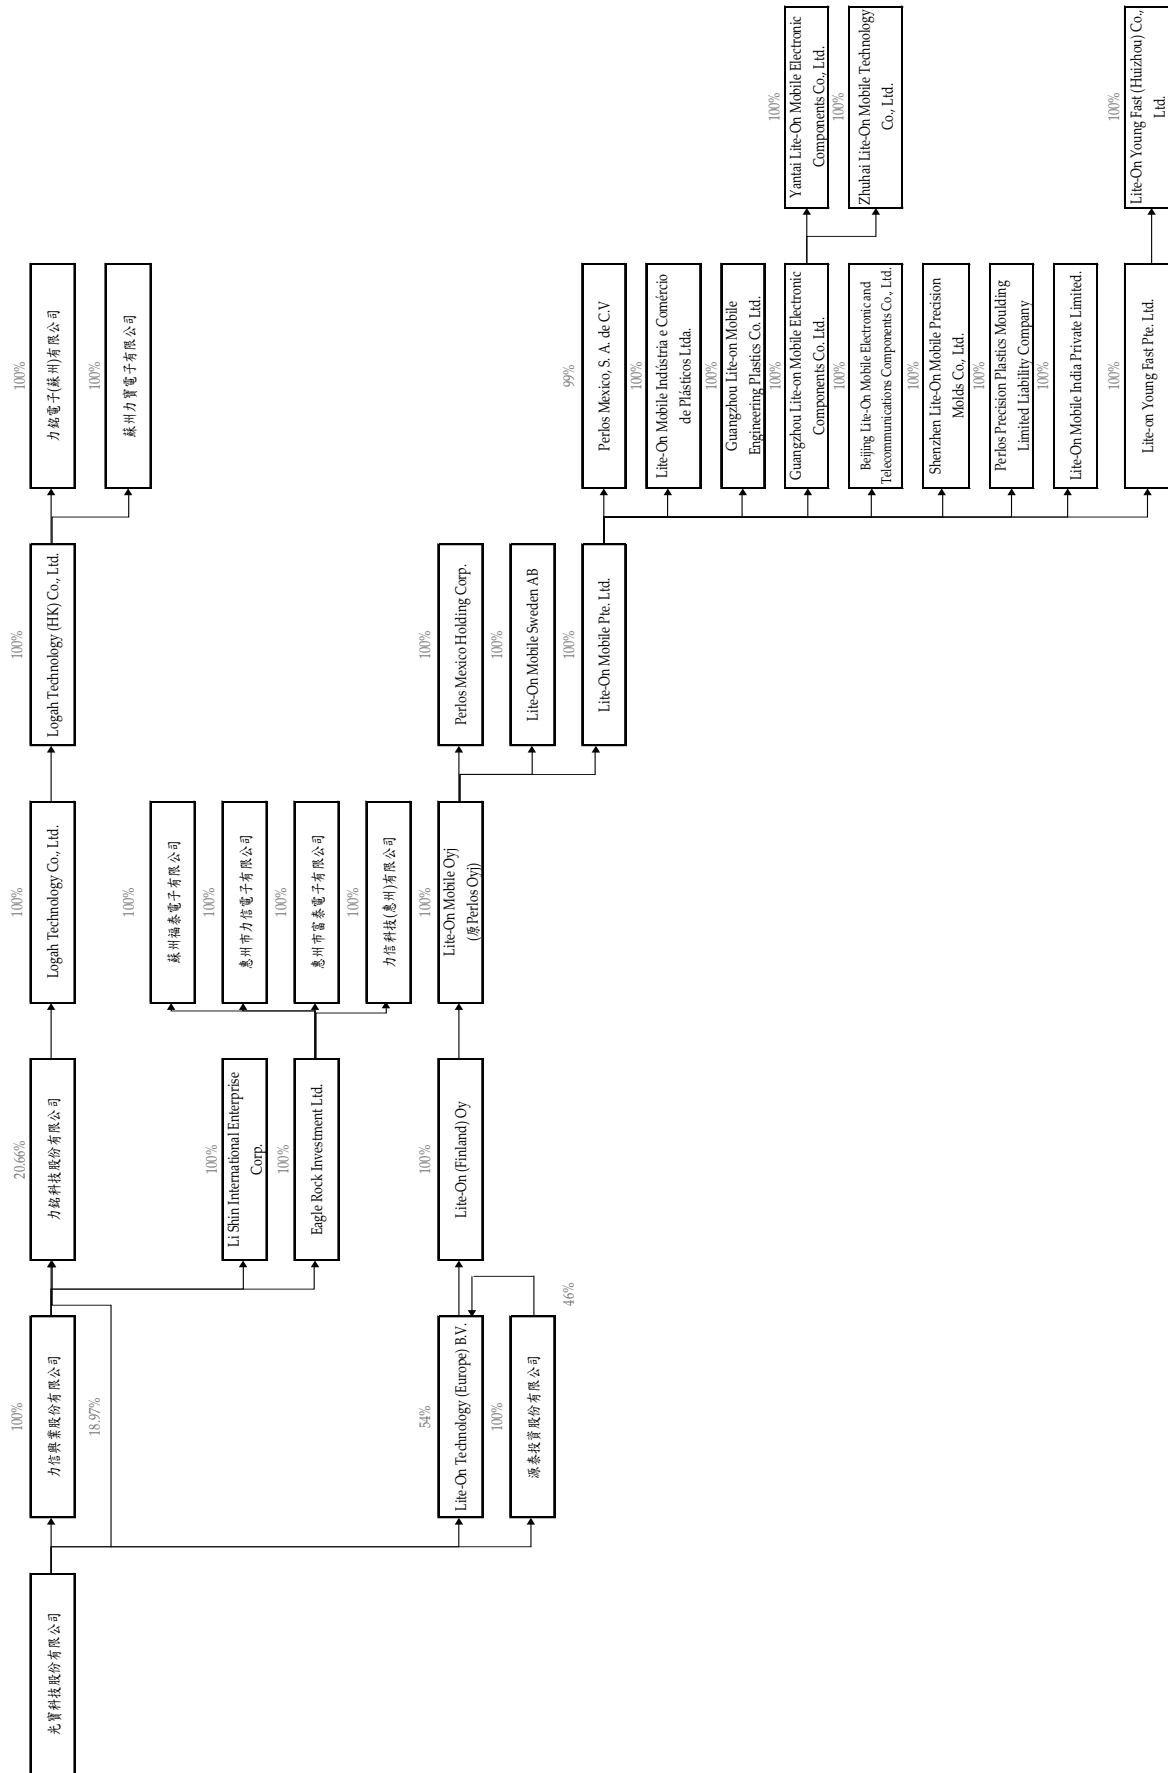 光寶科技股份有限公司
100%
力信興業股份有限公司
18.97%
54%
Lite-On Technology (Europe) B.V.
100%
源泰投資股份有限公司
46%
20.66%
力銘科技股份有限公司
100%
Li Shin International Enterprise
Corp.
100%
Eagle Rock Investment Ltd.
100%
Lite-On (Finland) Oy
100%
Logah Technology Co., Ltd.
100%
蘇州福泰電子有限公司
100%
惠州市力信電子有限公司
100%
惠州市富泰電子有限公司
100%
力信科技(惠州)有限公司
100%
Lite-On Mobile Oyj
(原Perlos Oyj)
100%
Logah Technology (HK) Co., Ltd.
100%
Perlos Mexico Holding Corp.
100%
Lite-On Mobile Sweden AB
100%
Lite-On Mobile Pte. Ltd.
100%
力銘電子(蘇州)有限公司
100%
蘇州力寶電子有限公司
99%
Perlos Mexico, S. A. de C.V
100%
Lite-On Mobile Indústria e Comércio
de Plásticos Ltda.
100%
Guangzhou Lite-on Mobile
Engineering Plastics Co. Ltd.
100%
Guangzhou Lite-on Mobile Electronic
Components Co. Ltd.
100%
Beijing Lite-On Mobile Electronic and
Telecommunications Components Co., Ltd.
100%
Shenzhen Lite-On Mobile Precision
Molds Co., Ltd.
100%
Perlos Precision Plastics Moulding
Limited Liability Company
100%
Lite-On Mobile India Private Limited.
100%
Lite-on Young Fast Pte. Ltd.
100%
Yantai Lite-On Mobile Electronic
Components Co., Ltd.
100%
Zhuhai Lite-On Mobile Technology
Co., Ltd.
100%
Lite-On Young Fast (Huizhou) Co.,
Ltd.